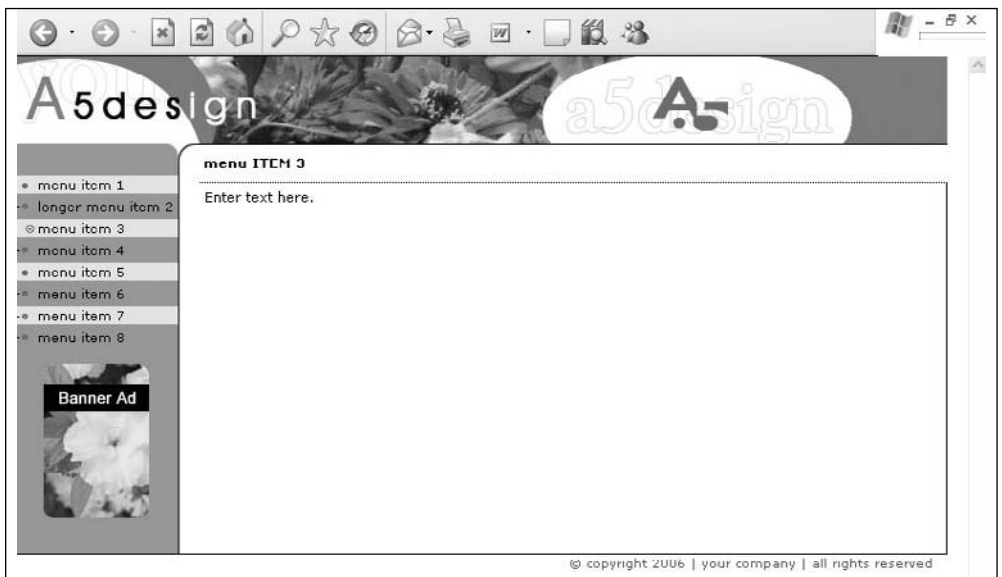 you
A5design
a5design
A5
menu ITEM 3
menu item 1
longer menu item 2
menu item 3
menu item 4
menu item 5
menu item 6
menu item 7
menu item 8
Enter text here.
Banner Ad
© copyright 2006 | your company | all rights reserved